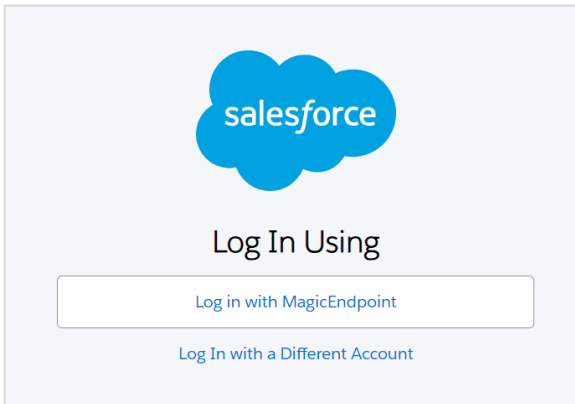 salesforce
Log In Using
Log in with MagicEndpoint
Log In with a Different Account